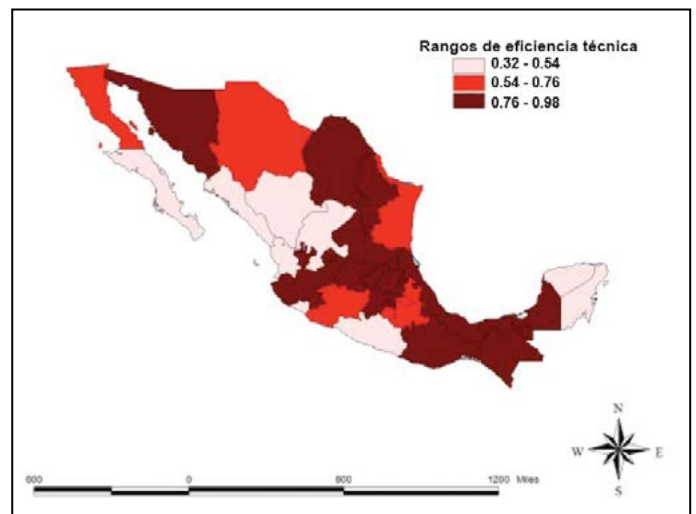 Rangos de eficiencia técnica
0.32 - 0.54
0.54 - 0.76
0.76 - 0.98
N
W E
S
600 0 600 1200 Miles